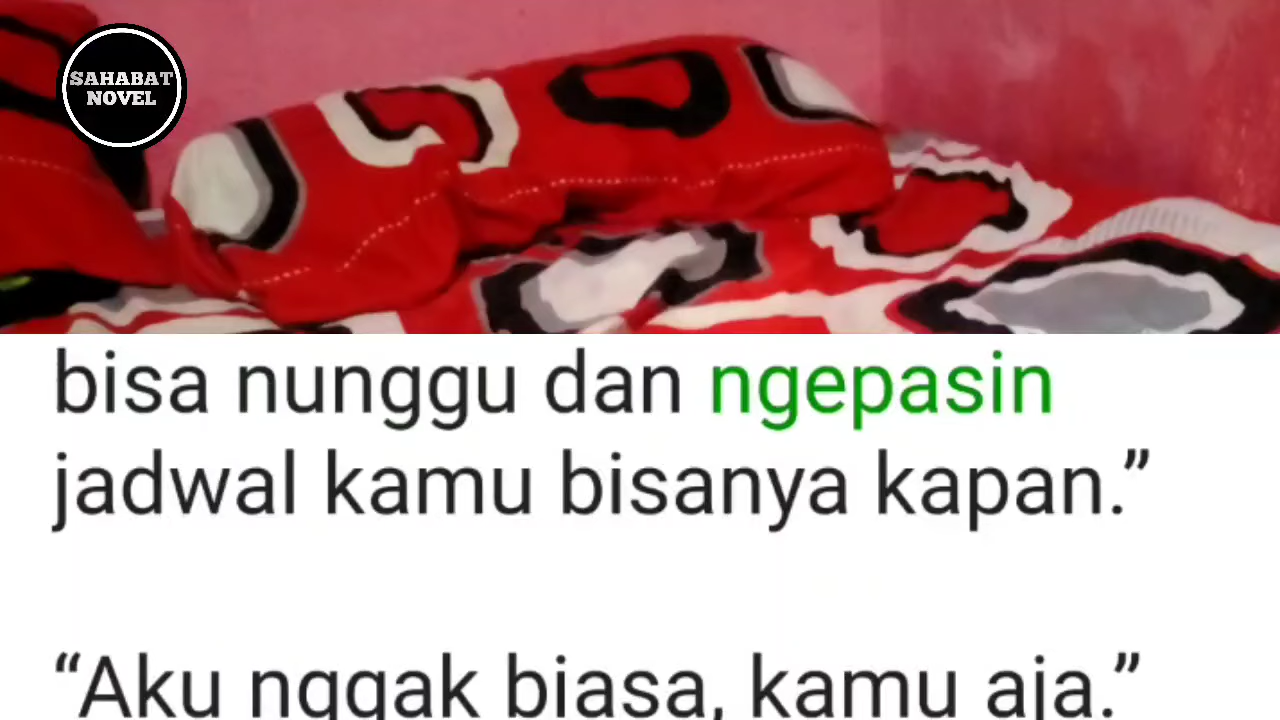 SAHABAT
NOVEL
bisa nunggu dan ngepasin
jadwal kamu bisanya kapan.”
“Aku nggak biasa, kamu aja.”